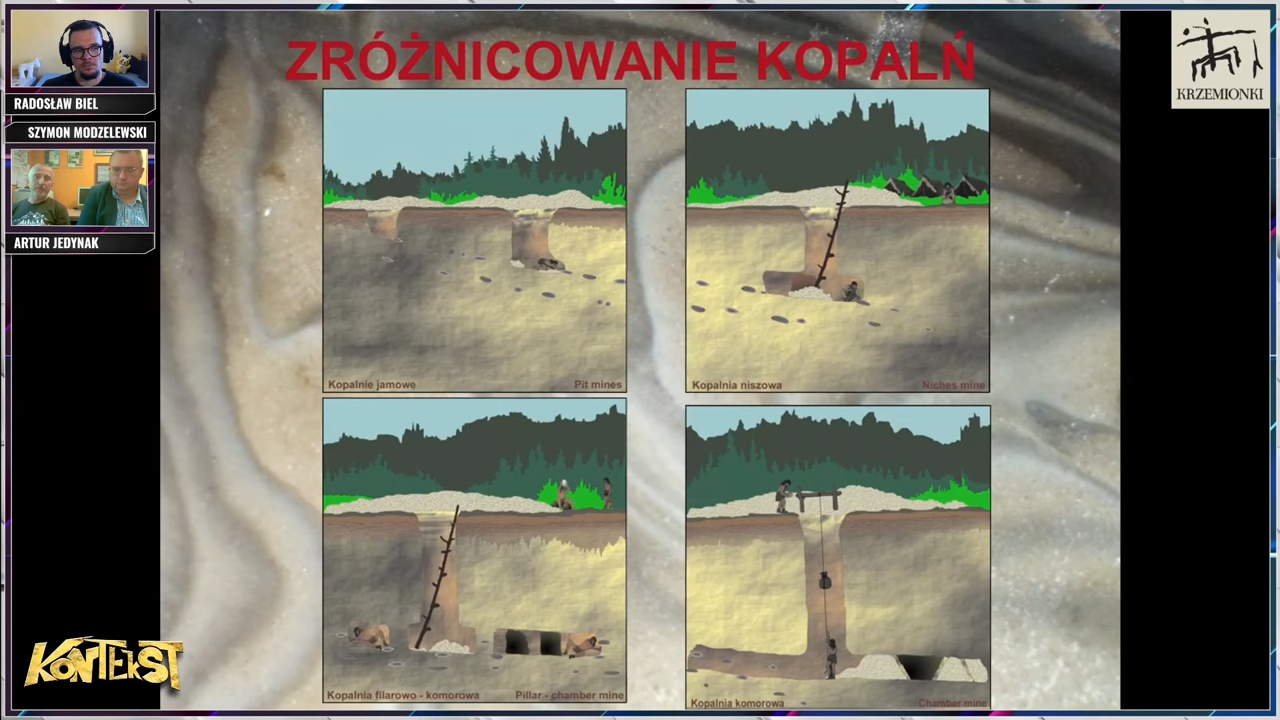 ZRÓŻNICOWANIE KOPALŃ
KRZEMIONKI
RADOSŁAW BIEL
SZYMON MODZELEWSKI
ARTUR JEDYNAK
Kopalnie jamowe
Pit mines
Kopalnia niszowa
Niches mine
Kopalnia filarowo - komorowa
Pillar - chamber mine
Kopalnia komorowa
Chamber mine
KONTEKST